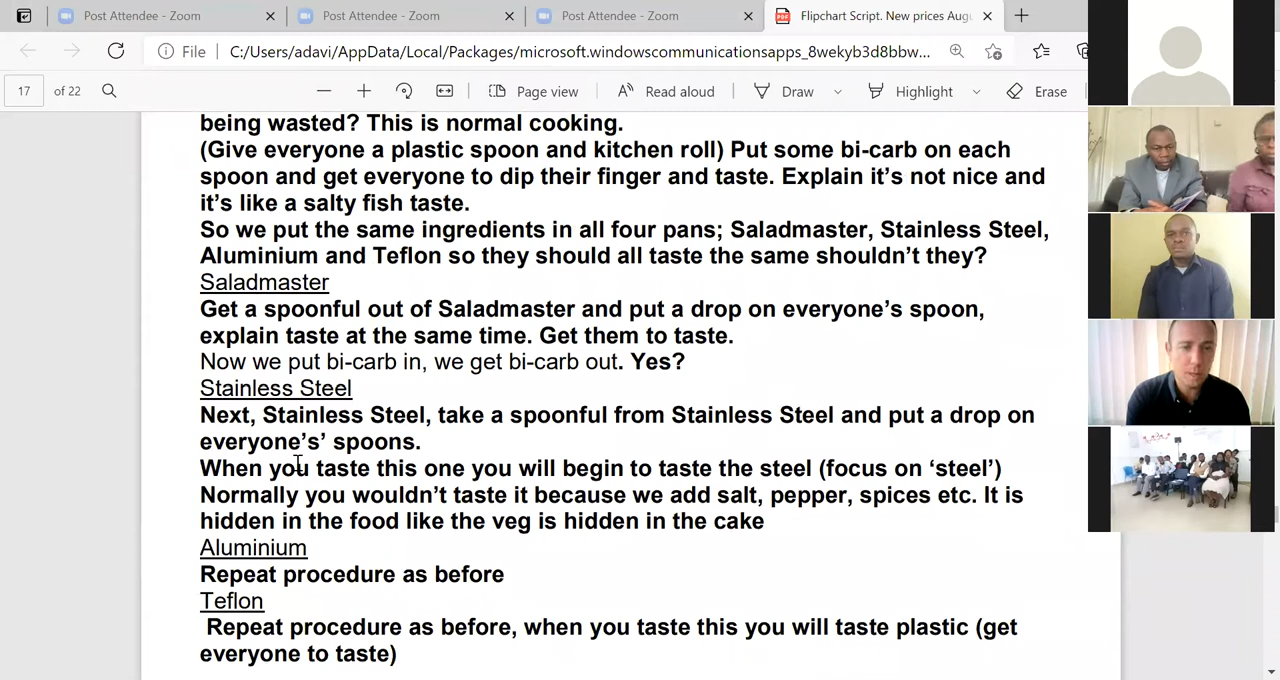 Post Attendee - Zoom
Post Attendee - Zoom
Post Attendee - Zoom
Flipchart Script. New prices Augu
File
C:/Users/adavi/AppData/Local/Packages/microsoft.windowscommunicationsapps_8wekyb3d8bbw...
17 of 22
Page view
Read aloud
Draw
Highlight
Erase
being wasted? This is normal cooking.
(Give everyone a plastic spoon and kitchen roll) Put some bi-carb on each
spoon and get everyone to dip their finger and taste. Explain it's not nice and
it's like a salty fish taste.
So we put the same ingredients in all four pans; Saladmaster, Stainless Steel,
Aluminium and Teflon so they should all taste the same shouldn't they?
Saladmaster
Get a spoonful out of Saladmaster and put a drop on everyone's spoon,
explain taste at the same time. Get them to taste.
Now we put bi-carb in, we get bi-carb out. Yes?
Stainless Steel
Next, Stainless Steel, take a spoonful from Stainless Steel and put a drop on
everyone's' spoons.
When you taste this one you will begin to taste the steel (focus on 'steel')
Normally you wouldn't taste it because we add salt, pepper, spices etc. It is
hidden in the food like the veg is hidden in the cake
Aluminium
Repeat procedure as before
Teflon
Repeat procedure as before, when you taste this you will taste plastic (get
everyone to taste)